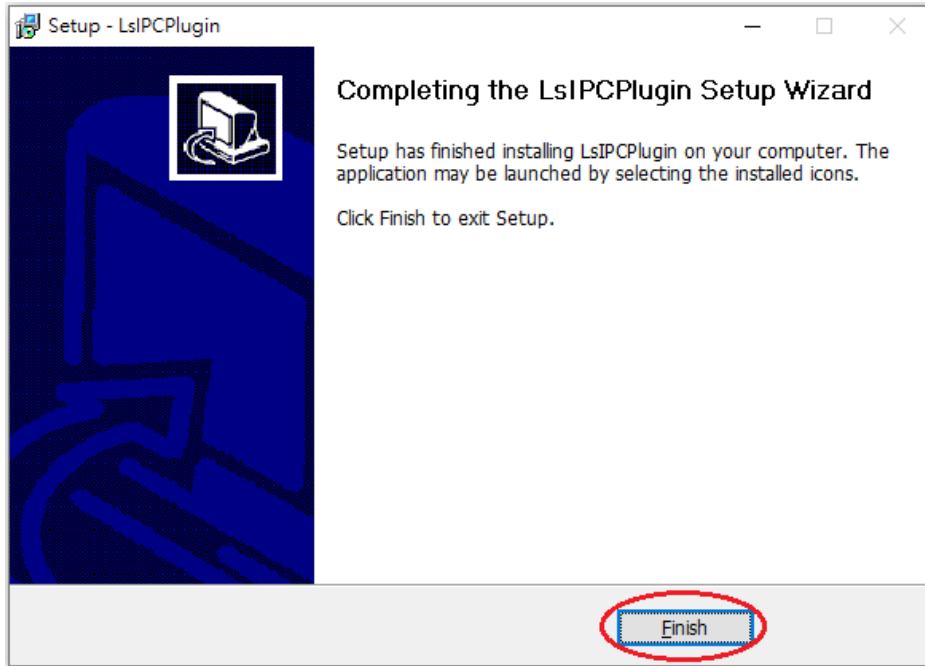 Setup - LsIPCPlugin
Completing the LsIPCPlugin Setup Wizard
Setup has finished installing LsIPCPlugin on your computer. The
application may be launched by selecting the installed icons.
Click Finish to exit Setup.
Finish